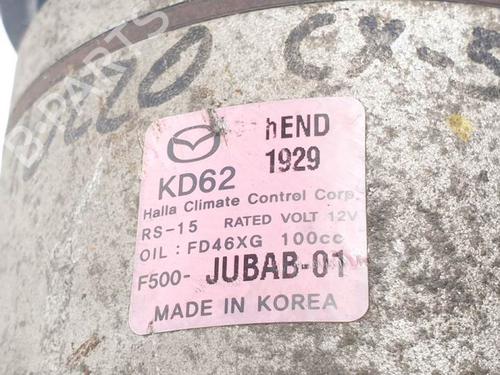 B-PARTS
CX-5
hEND
1929
KD62
Halla Climate Control Corp.
RS-15 RATED VOLT 12V
OIL : FD46XG 100cc
F500- JUBAB-01
MADE IN KOREA